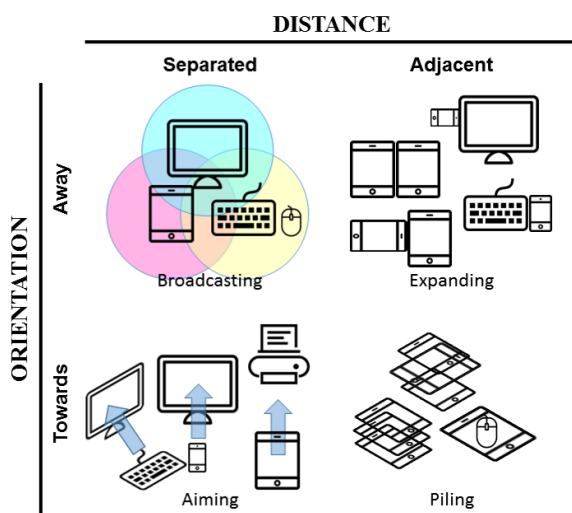 DISTANCE
Separated
Adjacent
ORIENTATION
Away
Broadcasting
Expanding
Towards
Aiming
Piling